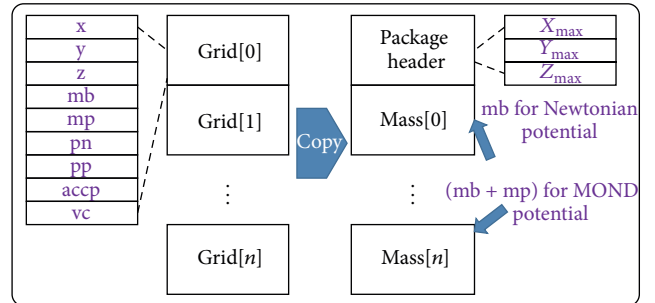 x
y
z
mb
mp
pn
pp
accp
vc
Grid[0]
Grid[1]
⋮
Grid[n]
Copy
Package
header
Mass[0]
⋮
Mass[n]
Xmax
Ymax
Zmax
mb for Newtonian
potential
(mb + mp) for MOND
potential